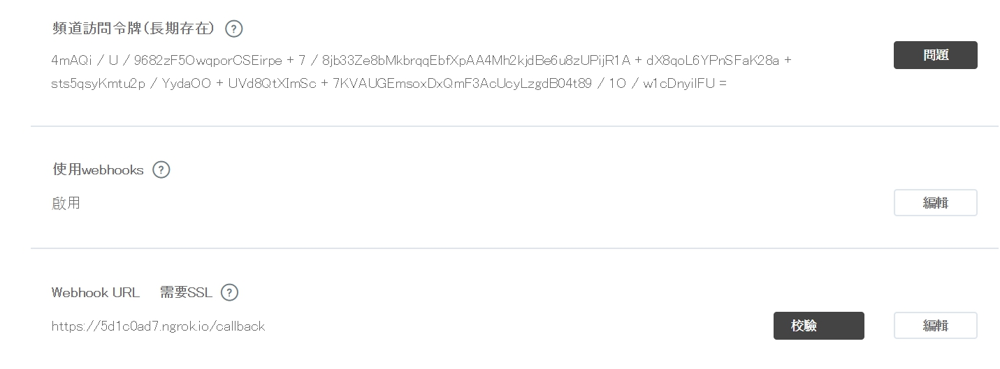 頻道訪問令牌(長期存在) ?
4mAQi / U / 9682zF5OwqporCSEirpe + 7 / 8jb33Ze8bMkbrqqEbfXpAA4Mh2kjdBe6u8zUPijR1A + dX8qoL6YPnSFaK28a +
問題
sts5qsyKmtu2p / YydaOO + UVd8QtXImSc + 7KVAUGEmsoxDxQmF3AcUcyLzgdB04t89 / 1O / w1cDnyilFU =
使用webhooks ?
啟用
編輯
Webhook URL 需要SSL ?
https://5d1c0ad7.ngrok.io/callback
校驗
編輯